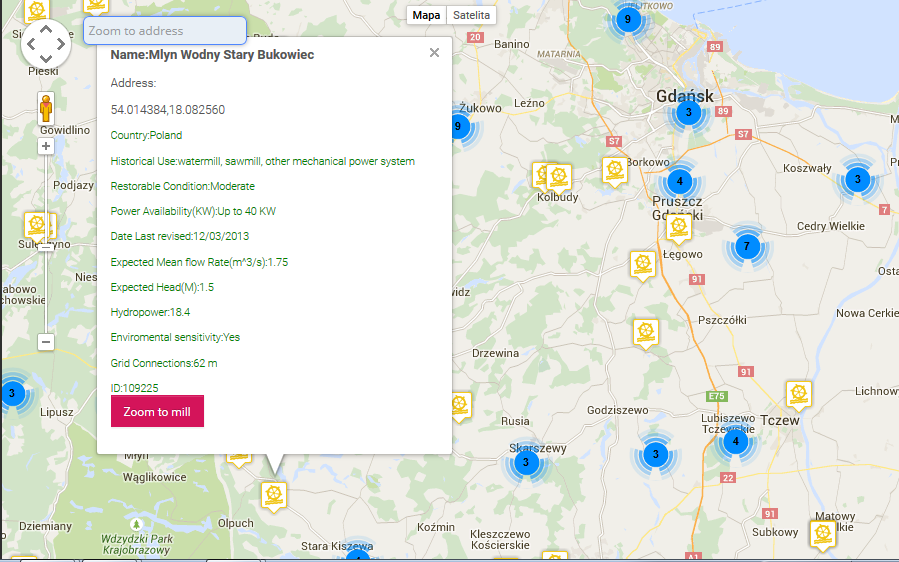 Zoom to address
Mapa
Satelita
Name:Mlyn Wodny Stary Bukowiec
Address:
54.014384,18.082560
Country:Poland
Historical Use:watermill, sawmill, other mechanical power system
Restorable Condition:Moderate
Power Availability(KW):Up to 40 KW
Date Last revised:12/03/2013
Expected Mean flow Rate(m^3/s):1.75
Expected Head(M):1.5
Hydropower:18.4
Enviromental sensitivity:Yes
Grid Connections:62 m
ID:109225
Zoom to mill
Pieski
Gowidlino
Podjazy
Lipusz
Wąglikowice
Dziemiany
Wdzydzki Park
Krajobrazowy
Olpuch
Stara Kiszewa
9
20
Banino
MATARNIA
89
Gdańsk
3
89
S7
Żukowo
Leźno
9
S7
Borkowo
Kolbudy
4
Pruszcz
Gdański
Koszwały
3
7
Cedry Wielkie
7
Łęgowo
91
Pszczółki
Nowa Cerkie
Drzewina
91
E75
Godziszewo
Lubiszewo
Tczewskie
Tczew
4
Rusia
Skarszewy
3
3
22
3
91
Koźmin
Kleszczewo
Kościerskie
Subkowy
Matowy
A1